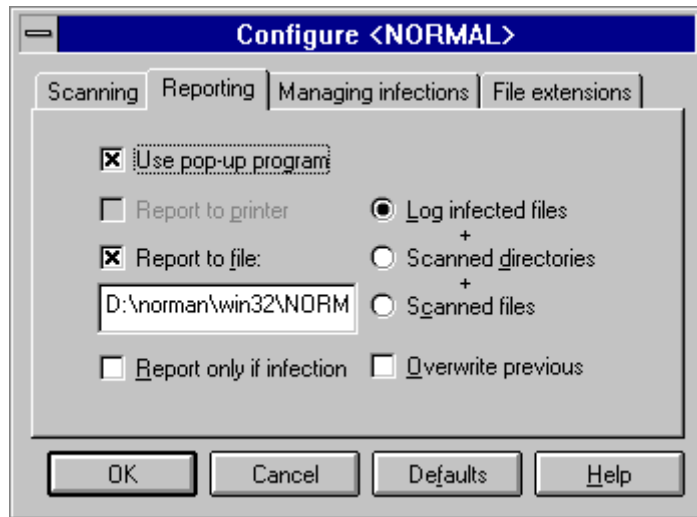 Configure <NORMAL>
Scanning Reporting Managing infections File extensions
Use pop-up program
Report to printer Log infected files
+
Report to file: Scanned directories
+
D:\norman\win32\NORM Scanned files
Report only if infection Overwrite previous
OK Cancel Defaults Help